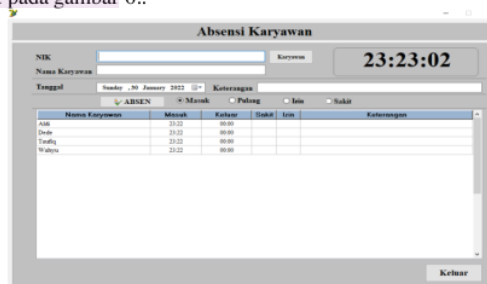 pada gambar 6..
Absensi Karyawan
NIK
Karyawan
23:23:02
Nama Karyawan
Tanggal Sunday , 30 January 2022 Keterangan
ABSEN Masuk Pulang Izin Sakit
Nama Karyawan Masuk Keluar Sakit Izin Keterangan
Aldi 23:22 00:00
Dede 23:22 00:00
Taufiq 23:22 00:00
Wahyu 23:22 00:00
Keluar